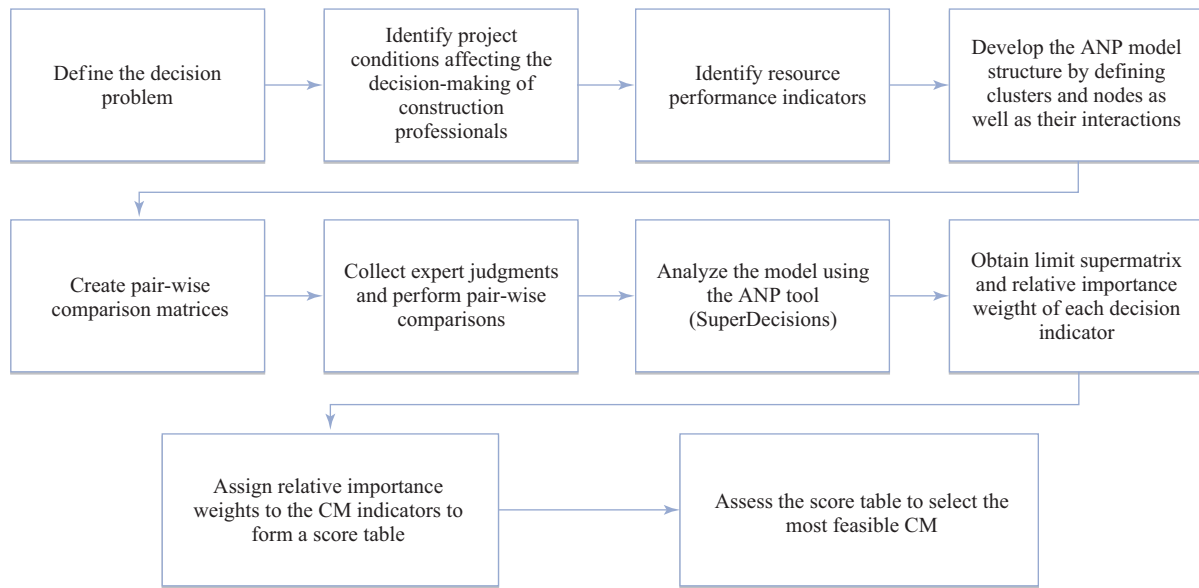 Define the decision
problem
Identify project
conditions affecting the
decision-making of
construction
professionals
Identify resource
performance indicators
Develop the ANP model
structure by defining
clusters and nodes as
well as their interactions
Create pair-wise
comparison matrices
Collect expert judgments
and perform pair-wise
comparisons
Analyze the model using
the ANP tool
(SuperDecisions)
Obtain limit supermatrix
and relative importance
weigtht of each decision
indicator
Assign relative importance
weights to the CM indicators to
form a score table
Assess the score table to select the
most feasible CM